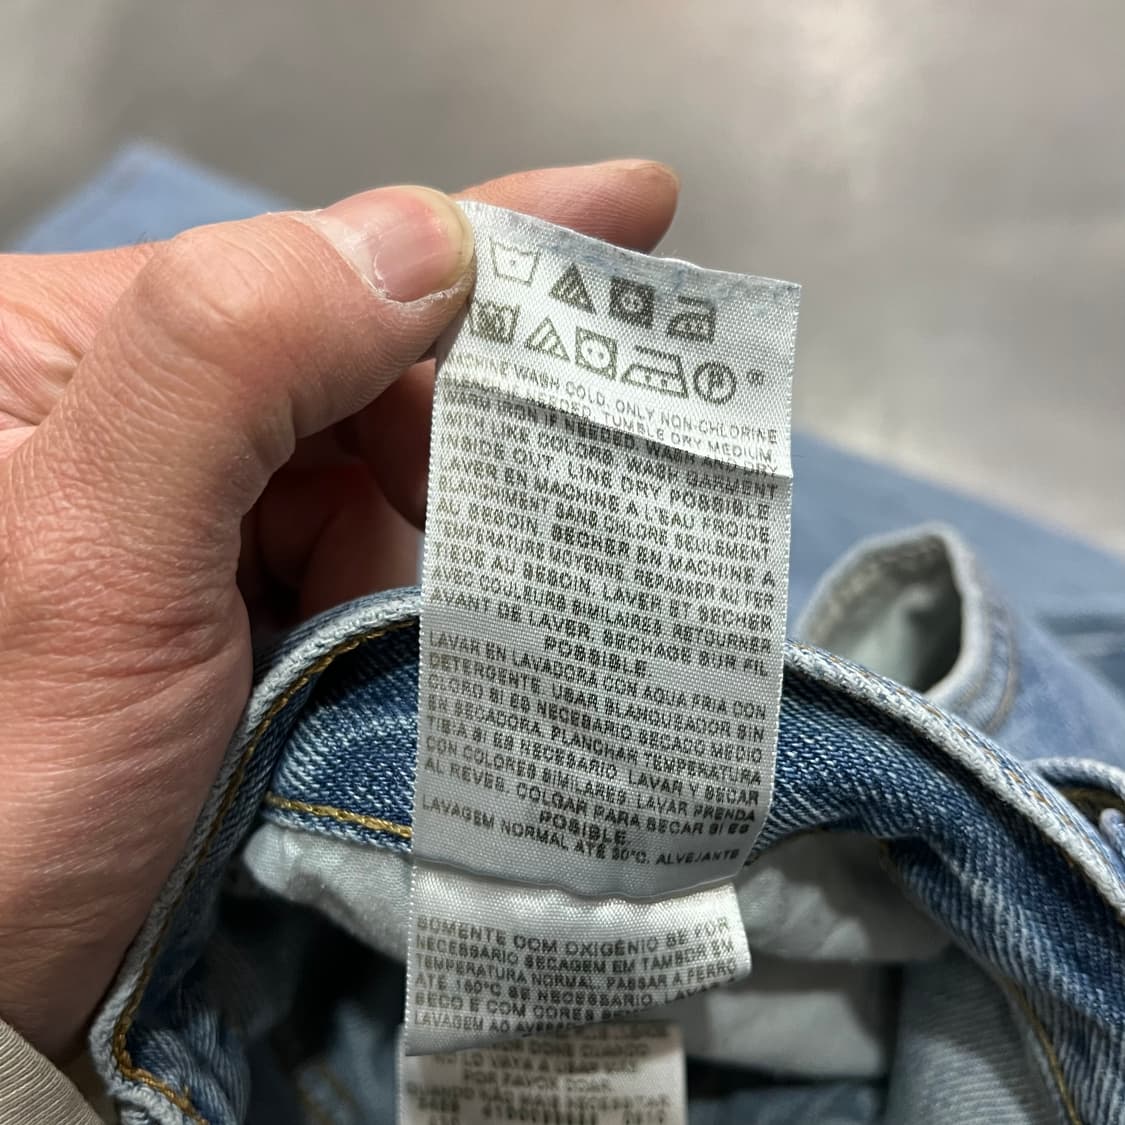 MACHINE WASH COLD, ONLY NON-CHLORINE
BLEACH IF NEEDED, TUMBLE DRY MEDIUM,
WARM IRON IF NEEDED, WASH AND DRY
WITH LIKE COLORS, WASH GARMENT
INSIDE OUT, LINE DRY POSSIBLE
LAVER EN MACHINE A L'EAU FROIDE
BLANCHIMENT SANS CHLORE SEULEMENT
AU BESOIN, SECHER EN MACHINE A
TEMPERATURE MOYENNE REPASSER AU FER
TIEDE AU BESOIN, LAVER ET SECHER
AVEC COULEURS SIMILAIRES RETOURNER
AVANT DE LAVER, SECHAGE SUR FIL
POSSIBLE
LAVAR EN LAVADORA CON AGUA FRIA CON
DETERGENTE, USAR BLANQUEADOR SIN
CLORO SI ES NECESARIO SECADO MEDIO
EN SECADORA, PLANCHAR TEMPERATURA
TIBIA SI ES NECESARIO, LAVAR Y SECAR
CON COLORES SIMILARES, LAVAR PRENDA
AL REVES, COLGAR PARA SECAR SI ES
POSIBLE.
LAVAGEM NORMAL ATÉ 30°C, ALVEJANTE
SOMENTE COM OXIGÊNIO SE FOR
NECESSÁRIO SECAGEM EM TAMBOR EM
TEMPERATURA NORMAL, PASSAR A FERRO
ATÉ 150°C SE NECESSÁRIO, LAVAR
SECO E COM CORES
LAVAGEM AO AVESSO
POR FAVOR DOAR